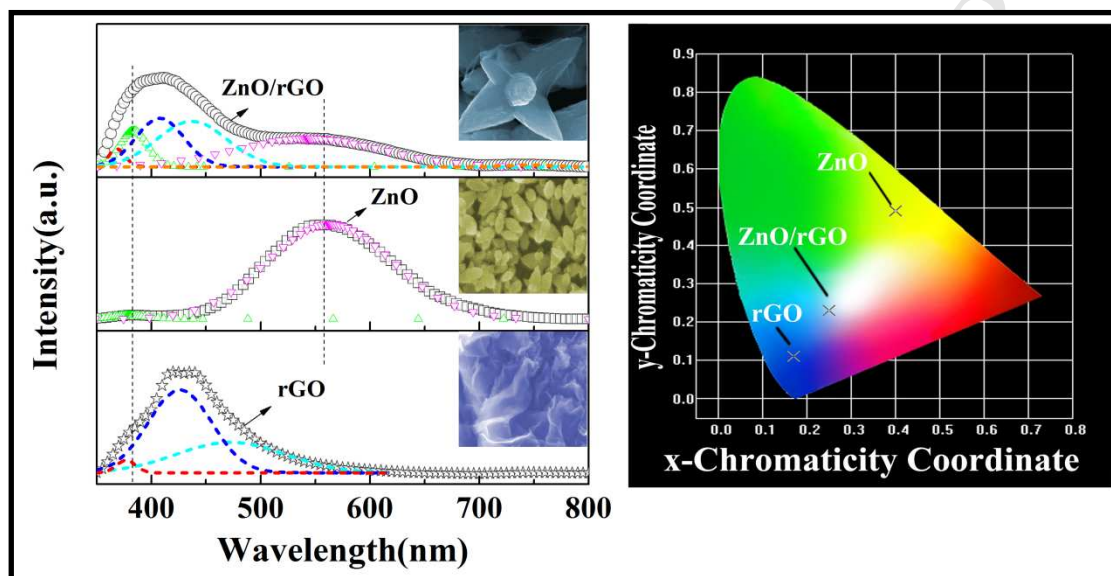 Intensity(a.u.)
ZnO/rGO
ZnO
rGO
400 500 600 700 800
Wavelength(nm)
y-Chromaticity Coordinate
0.9
0.8
0.7
0.6
0.5
0.4
0.3
0.2
0.1
0.0
ZnO
ZnO/rGO
rGO
0.0 0.1 0.2 0.3 0.4 0.5 0.6 0.7 0.8
x-Chromaticity Coordinate